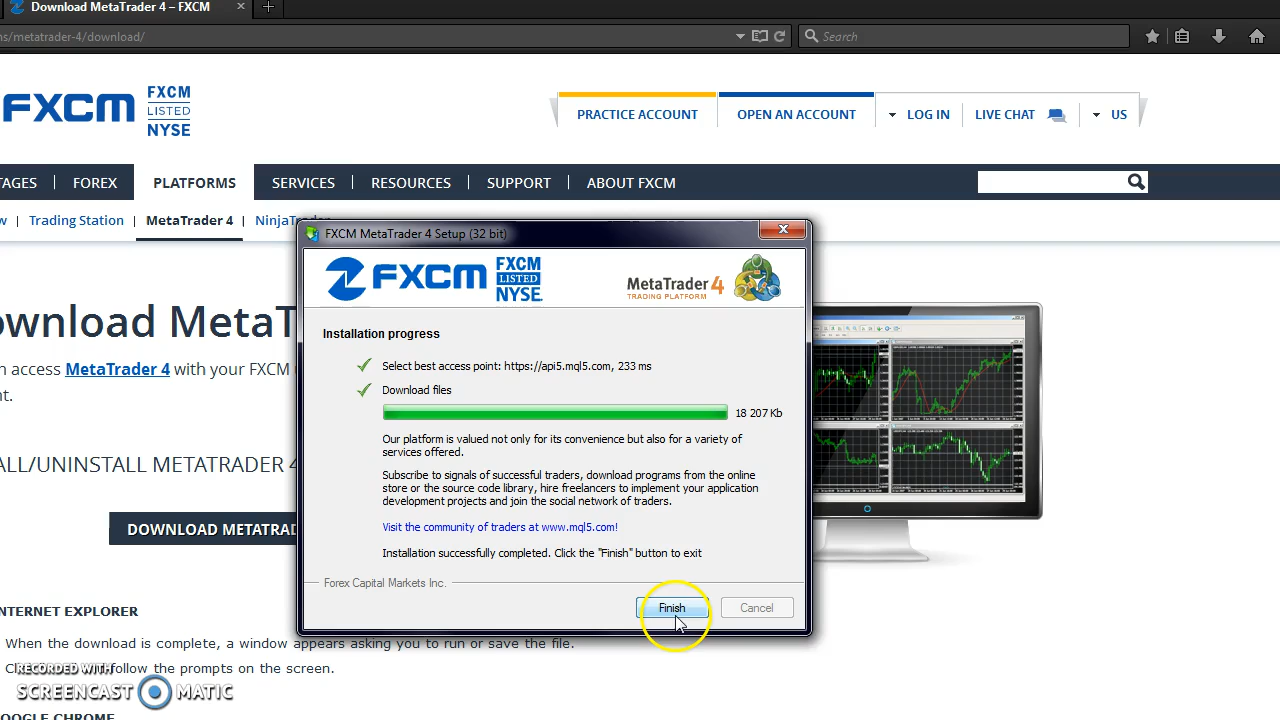 Download MetaTrader 4 – FXCM
ns/metatrader-4/download/
Search
FXCM
FXCM
LISTED
NYSE
PRACTICE ACCOUNT
OPEN AN ACCOUNT
LOG IN
LIVE CHAT
US
TAGES
FOREX
PLATFORMS
SERVICES
RESOURCES
SUPPORT
ABOUT FXCM
w
Trading Station
MetaTrader 4
NinjaTrader
FXCM MetaTrader 4 Setup (32 bit)
FXCM
FXCM
LISTED
NYSE.
MetaTrader 4
TRADING PLATFORM
Installation progress
Select best access point: https://api5.mql5.com, 233 ms
Download files
18 207 Kb
Our platform is valued not only for its convenience but also for a variety of
services offered.
Subscribe to signals of successful traders, download programs from the online
store or the source code library, hire freelancers to implement your application
development projects and join the social network of traders.
Visit the community of traders at www.mql5.com!
Installation successfully completed. Click the "Finish" button to exit
Forex Capital Markets Inc.
Finish
Cancel
ownload MetaT
n access MetaTrader 4 with your FXCM
nt.
ALL/UNINSTALL METATRADER 4
DOWNLOAD METATRAD
NTERNET EXPLORER
When the download is complete, a window appears asking you to run or save the file.
follow the prompts on the screen.
OOGLE CHROME
RECORDED WITH
SCREENCAST MATIC